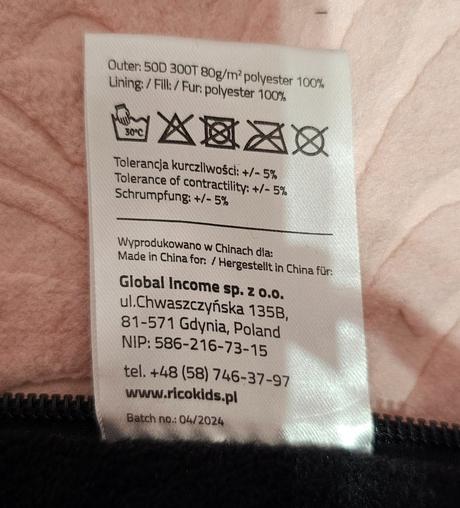 Outer: 50D 300T 80g/m² polyester 100%
Lining: / Fill: / Fur: polyester 100%
30°C
Tolerancja kurczliwości: +/- 5%
Tolerance of contractility: +/- 5%
Schrumpfung: +/- 5%
Wyprodukowano w Chinach dla:
Made in China for: / Hergestellt in China für:
Global Income sp. z o.o.
ul.Chwaszczyńska 135B,
81-571 Gdynia, Poland
NIP: 586-216-73-15
tel. +48 (58) 746-37-97
www.ricokids.pl
Batch no.: 04/2024